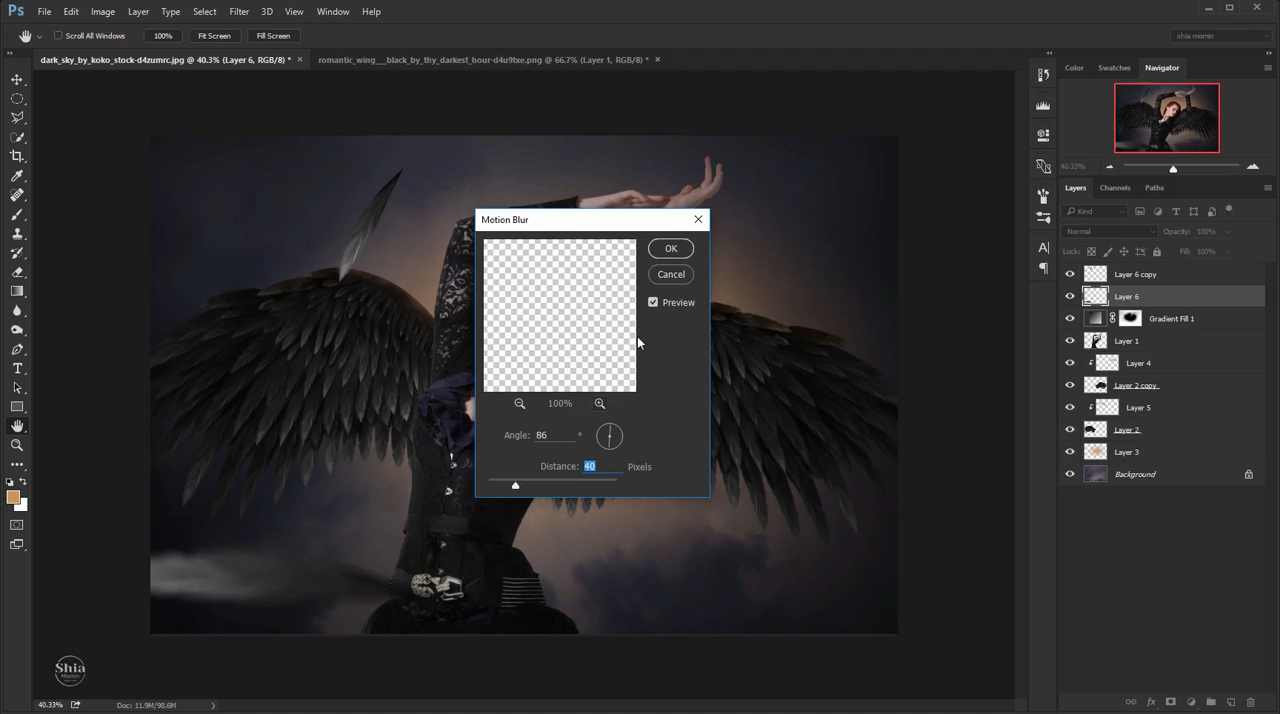 Ps File Edit Image Layer Type Select Filter 3D View Window Help
Scroll All Windows 100% Fit Screen Fill Screen shia momin
dark_sky_by_koko_stock-d4zumrc.jpg @ 40.3% (Layer 6, RGB/8) * × romantic_wing___black_by_thy_darkest_hour-d4u9txe.png @ 66.7% (Layer 1, RGB/8) * ×
Color Swatches Navigator
40.33%
Layers Channels Paths
Kind
Normal Opacity: 100%
Lock: Fill: 100%
Layer 6 copy
Layer 6
Gradient Fill 1
Layer 1
Layer 4
Layer 2 copy
Layer 5
Layer 2
Layer 3
Background
Motion Blur
OK
Cancel
Preview
100%
Angle: 86 °
Distance: 40 Pixels
Shia
Momin
40.33% Doc: 11.9M/98.6M